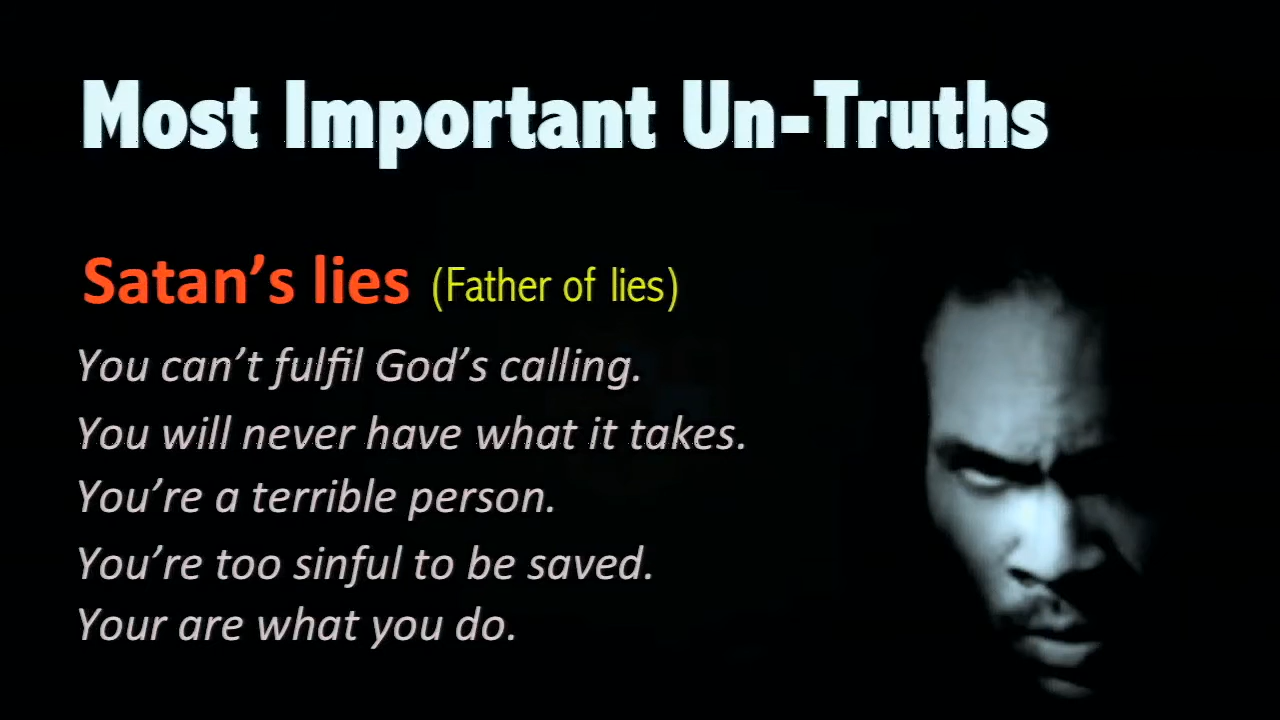 Most Important Un-Truths
Satan's lies (Father of lies)
You can't fulfil God's calling.
You will never have what it takes.
You're a terrible person.
You're too sinful to be saved.
Your are what you do.